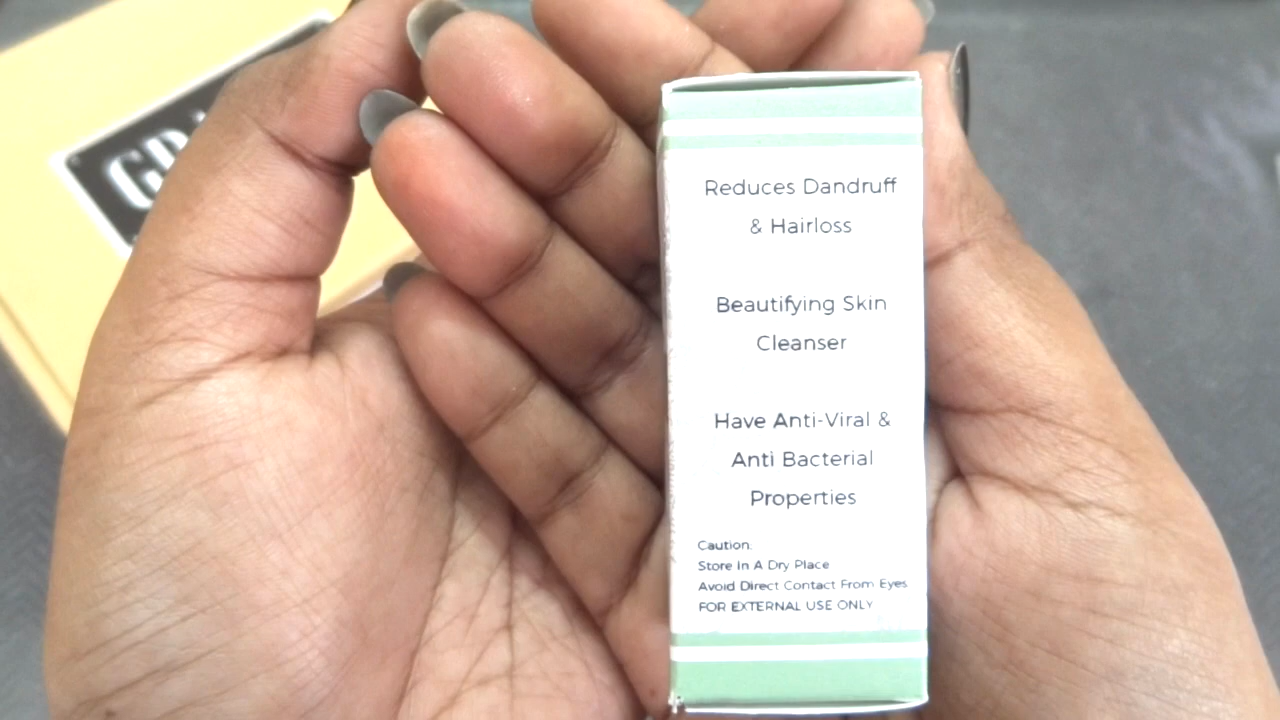 Reduces Dandruff
& Hairloss
Beautifying Skin
Cleanser
Have Anti-Viral &
Anti Bacterial
Properties
Caution:
Store In A Dry Place
Avoid Direct Contact From Eyes
FOR EXTERNAL USE ONLY